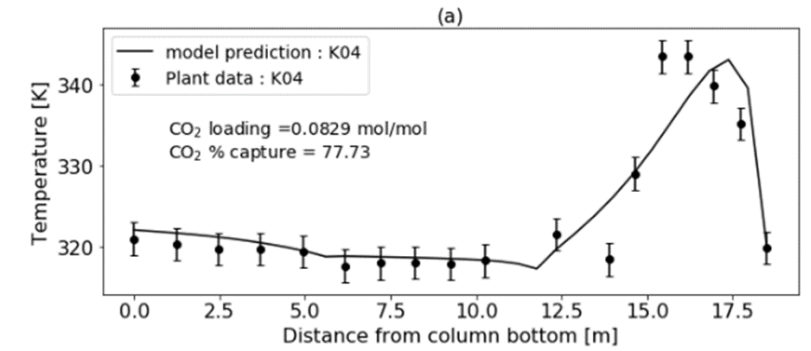 (a)
model prediction : K04
Plant data : K04
CO₂ loading =0.0829 mol/mol
CO₂ % capture = 77.73
Temperature [K]
340
330
320
0.0 2.5 5.0 7.5 10.0 12.5 15.0 17.5
Distance from column bottom [m]